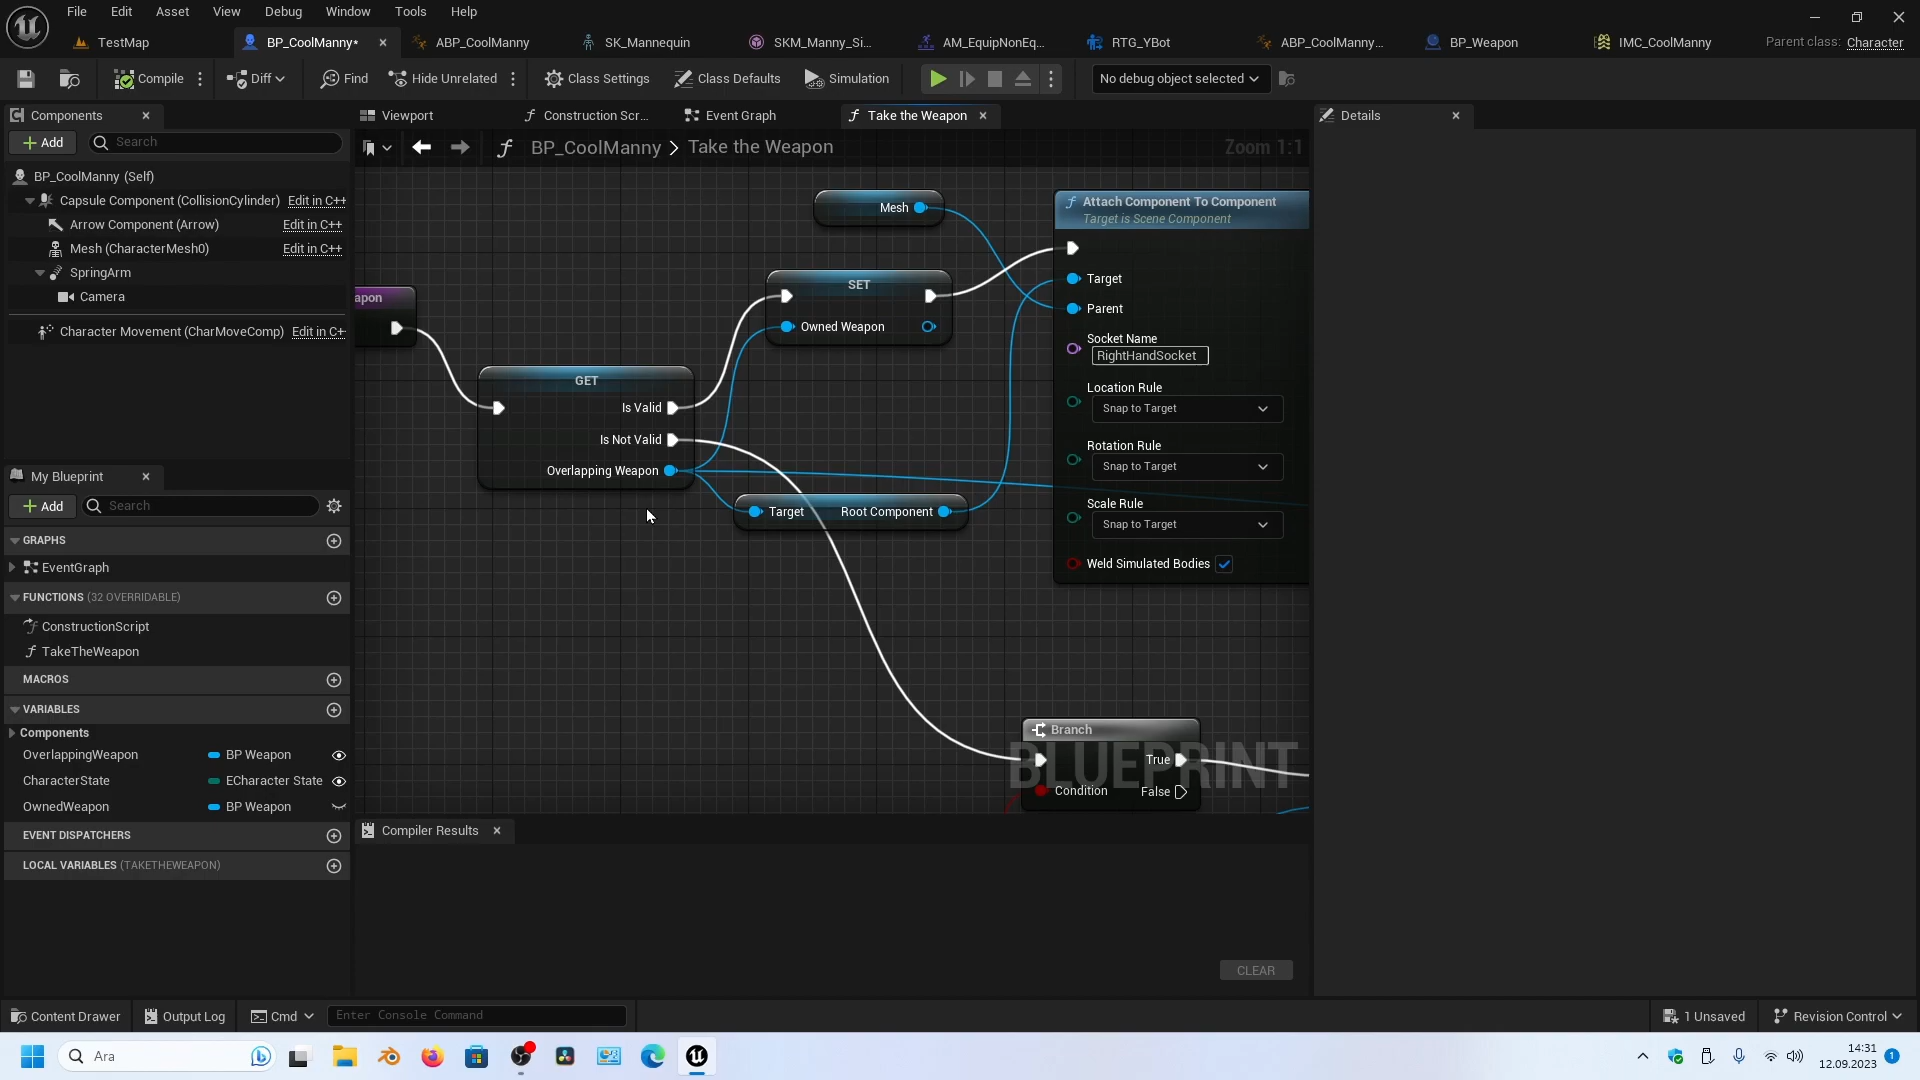 File Edit Asset View Debug Window Tools Help
TestMap BP_CoolManny* ABP_CoolManny SK_Mannequin SKM_Manny_Si... AM_EquipNonEq... RTG_YBot ABP_CoolManny... BP_Weapon IMC_CoolManny Parent class: Character
Compile Diff Find Hide Unrelated Class Settings Class Defaults Simulation No debug object selected
Components
Add Search
BP_CoolManny (Self)
Capsule Component (CollisionCylinder) Edit in C++
Arrow Component (Arrow) Edit in C++
Mesh (CharacterMesh0) Edit in C++
SpringArm
Camera
Character Movement (CharMoveComp) Edit in C+
My Blueprint
Add Search
GRAPHS
EventGraph
FUNCTIONS (32 OVERRIDABLE)
ConstructionScript
TakeTheWeapon
MACROS
VARIABLES
Components
OverlappingWeapon BP Weapon
CharacterState ECharacter State
OwnedWeapon BP Weapon
EVENT DISPATCHERS
LOCAL VARIABLES (TAKETHEWEAPON)
Viewport Construction Scr... Event Graph Take the Weapon
BP_CoolManny > Take the Weapon
Zoom 1:1
apon
GET
Is Valid
Is Not Valid
Overlapping Weapon
Mesh
SET
Owned Weapon
Target Root Component
Attach Component To Component
Target is Scene Component
Target
Parent
Socket Name
RightHandSocket
Location Rule
Snap to Target
Rotation Rule
Snap to Target
Scale Rule
Snap to Target
Weld Simulated Bodies
Branch
True
Condition False
BLUEPRINT
Compiler Results
CLEAR
Details
Content Drawer Output Log Cmd Enter Console Command 1 Unsaved Revision Control
Ara
14:31
12.09.2023
1